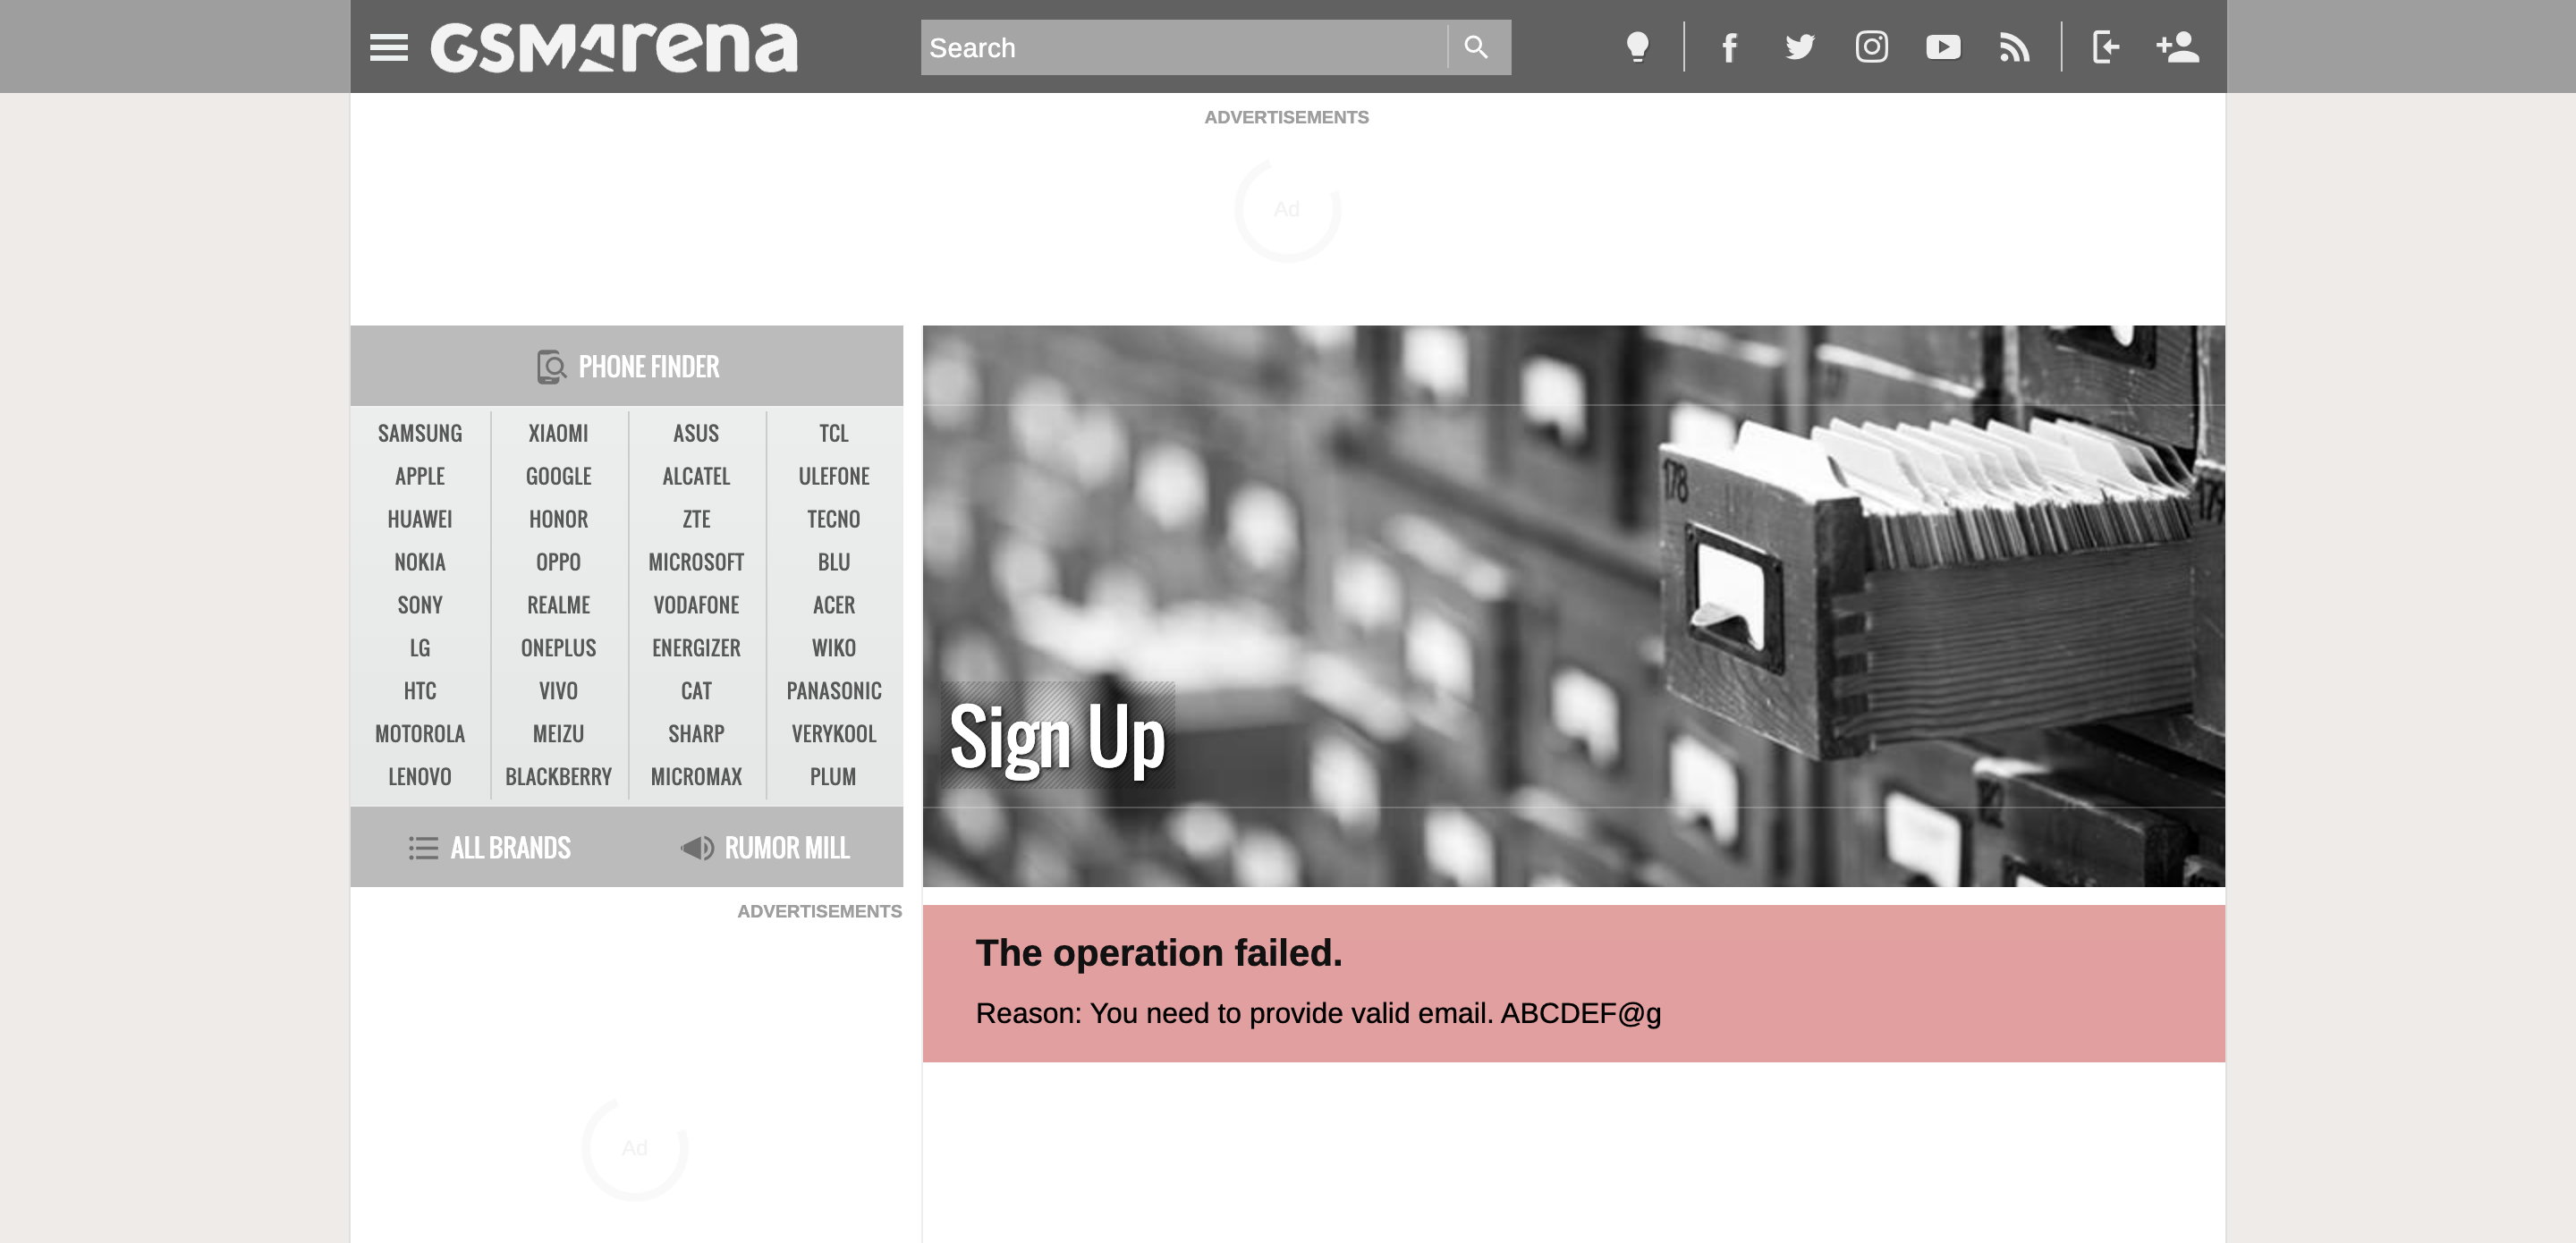 GSMArena
Search
ADVERTISEMENTS
Ad
PHONE FINDER
SAMSUNG XIAOMI ASUS TCL
APPLE GOOGLE ALCATEL ULEFONE
HUAWEI HONOR ZTE TECNO
NOKIA OPPO MICROSOFT BLU
SONY REALME VODAFONE ACER
LG ONEPLUS ENERGIZER WIKO
HTC VIVO CAT PANASONIC
MOTOROLA MEIZU SHARP VERYKOOL
LENOVO BLACKBERRY MICROMAX PLUM
ALL BRANDS RUMOR MILL
178
Sign Up
ADVERTISEMENTS
Ad
The operation failed.
Reason: You need to provide valid email. ABCDEF@g